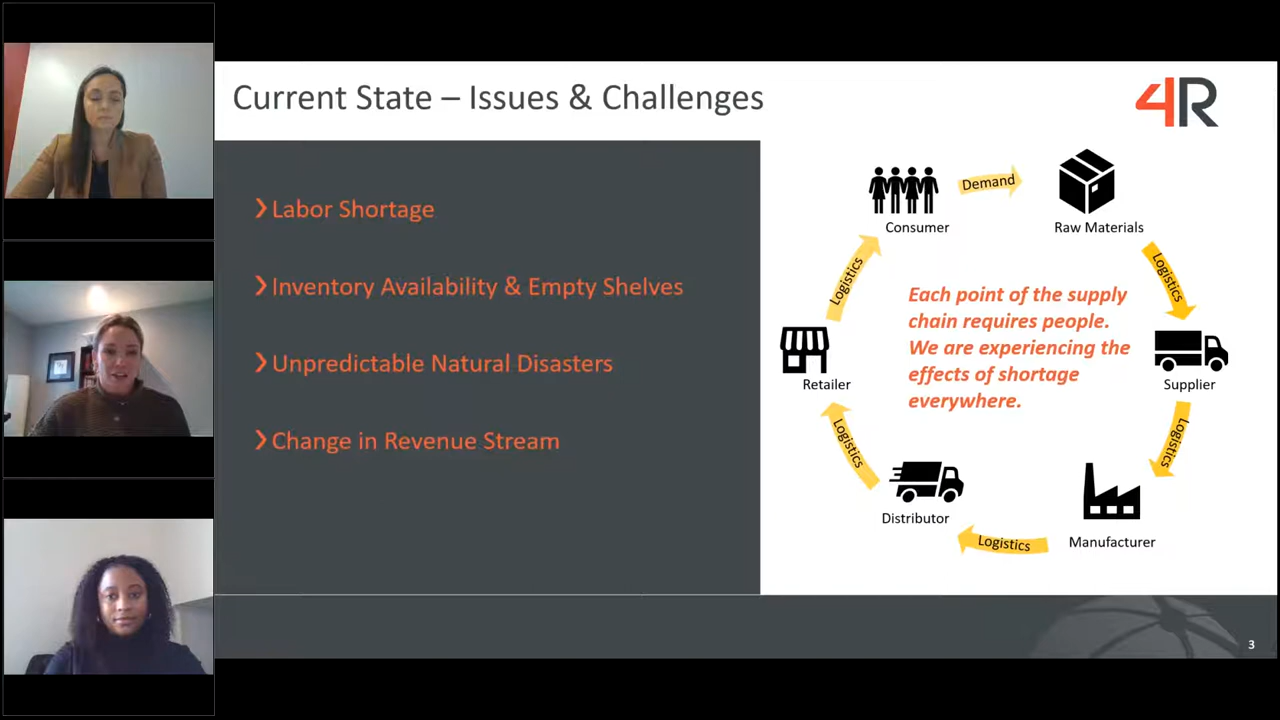 Current State – Issues & Challenges
4R
❯Labor Shortage
❯Inventory Availability & Empty Shelves
❯Unpredictable Natural Disasters
❯Change in Revenue Stream
Consumer
Demand
Raw Materials
Logistics
Supplier
Logistics
Manufacturer
Logistics
Distributor
Logistics
Retailer
Logistics
Each point of the supply
chain requires people.
We are experiencing the
effects of shortage
everywhere.
3